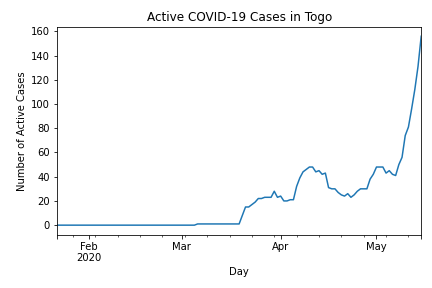 Active COVID-19 Cases in Togo
160
140
120
100
80
60
40
20
0
Number of Active Cases
Feb
2020
Mar
Apr
May
Day